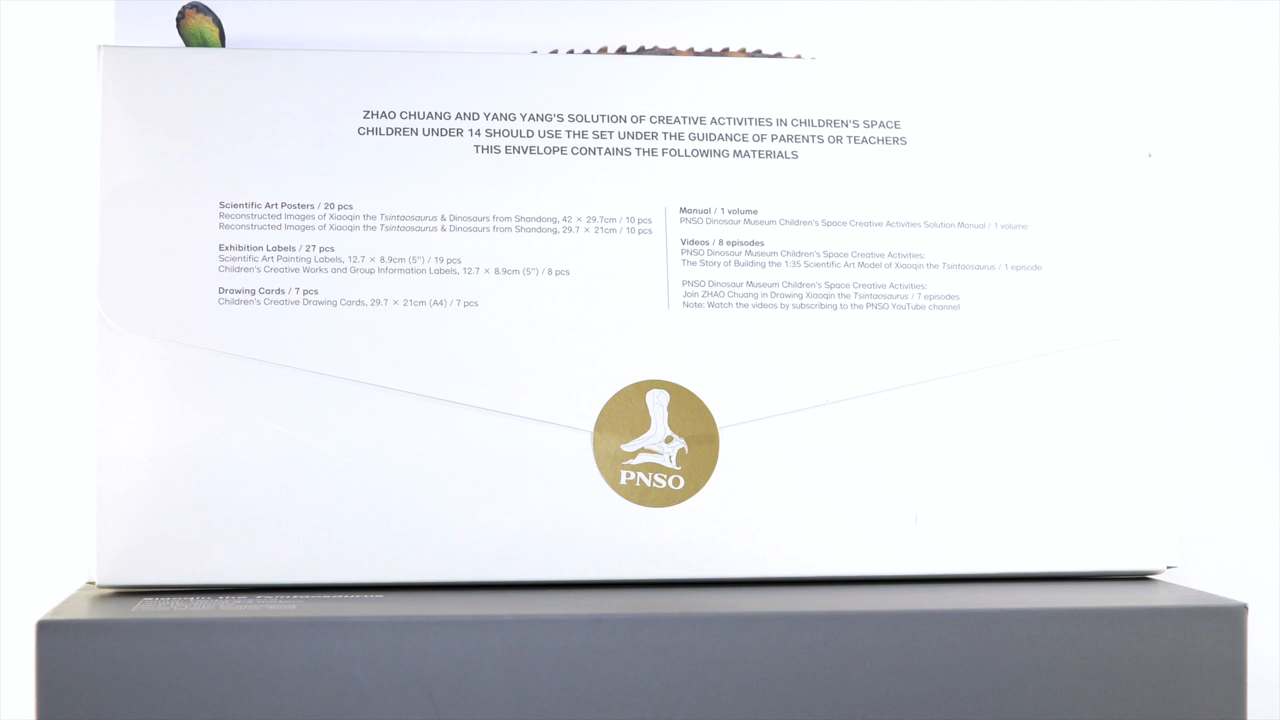 ZHAO CHUANG AND YANG YANG'S SOLUTION OF CREATIVE ACTIVITIES IN CHILDREN'S SPACE
CHILDREN UNDER 14 SHOULD USE THE SET UNDER THE GUIDANCE OF PARENTS OR TEACHERS
THIS ENVELOPE CONTAINS THE FOLLOWING MATERIALS
Scientific Art Posters / 20 pcs
Reconstructed Images of Xiaoqin the Tsintaosaurus & Dinosaurs from Shandong, 42 × 29.7cm / 10 pcs
Reconstructed Images of Xiaoqin the Tsintaosaurus & Dinosaurs from Shandong, 29.7 × 21cm / 10 pcs
Exhibition Labels / 27 pcs
Scientific Art Painting Labels, 12.7 × 8.9cm (5") / 19 pcs
Children's Creative Works and Group Information Labels, 12.7 × 8.9cm (5") / 8 pcs
Drawing Cards / 7 pcs
Children's Creative Drawing Cards, 29.7 × 21cm (A4) / 7 pcs
Manual / 1 volume
PNSO Dinosaur Museum Children's Space Creative Activities Solution Manual / 1 volume
Videos / 8 episodes
PNSO Dinosaur Museum Children's Space Creative Activities:
The Story of Building the 1:35 Scientific Art Model of Xiaoqin the Tsintaosaurus / 1 episode
PNSO Dinosaur Museum Children's Space Creative Activities:
Join ZHAO Chuang in Drawing Xiaoqin the Tsintaosaurus / 7 episodes
Note: Watch the videos by subscribing to the PNSO YouTube channel
PNSO
Xiaoqin the Tsintaosaurus